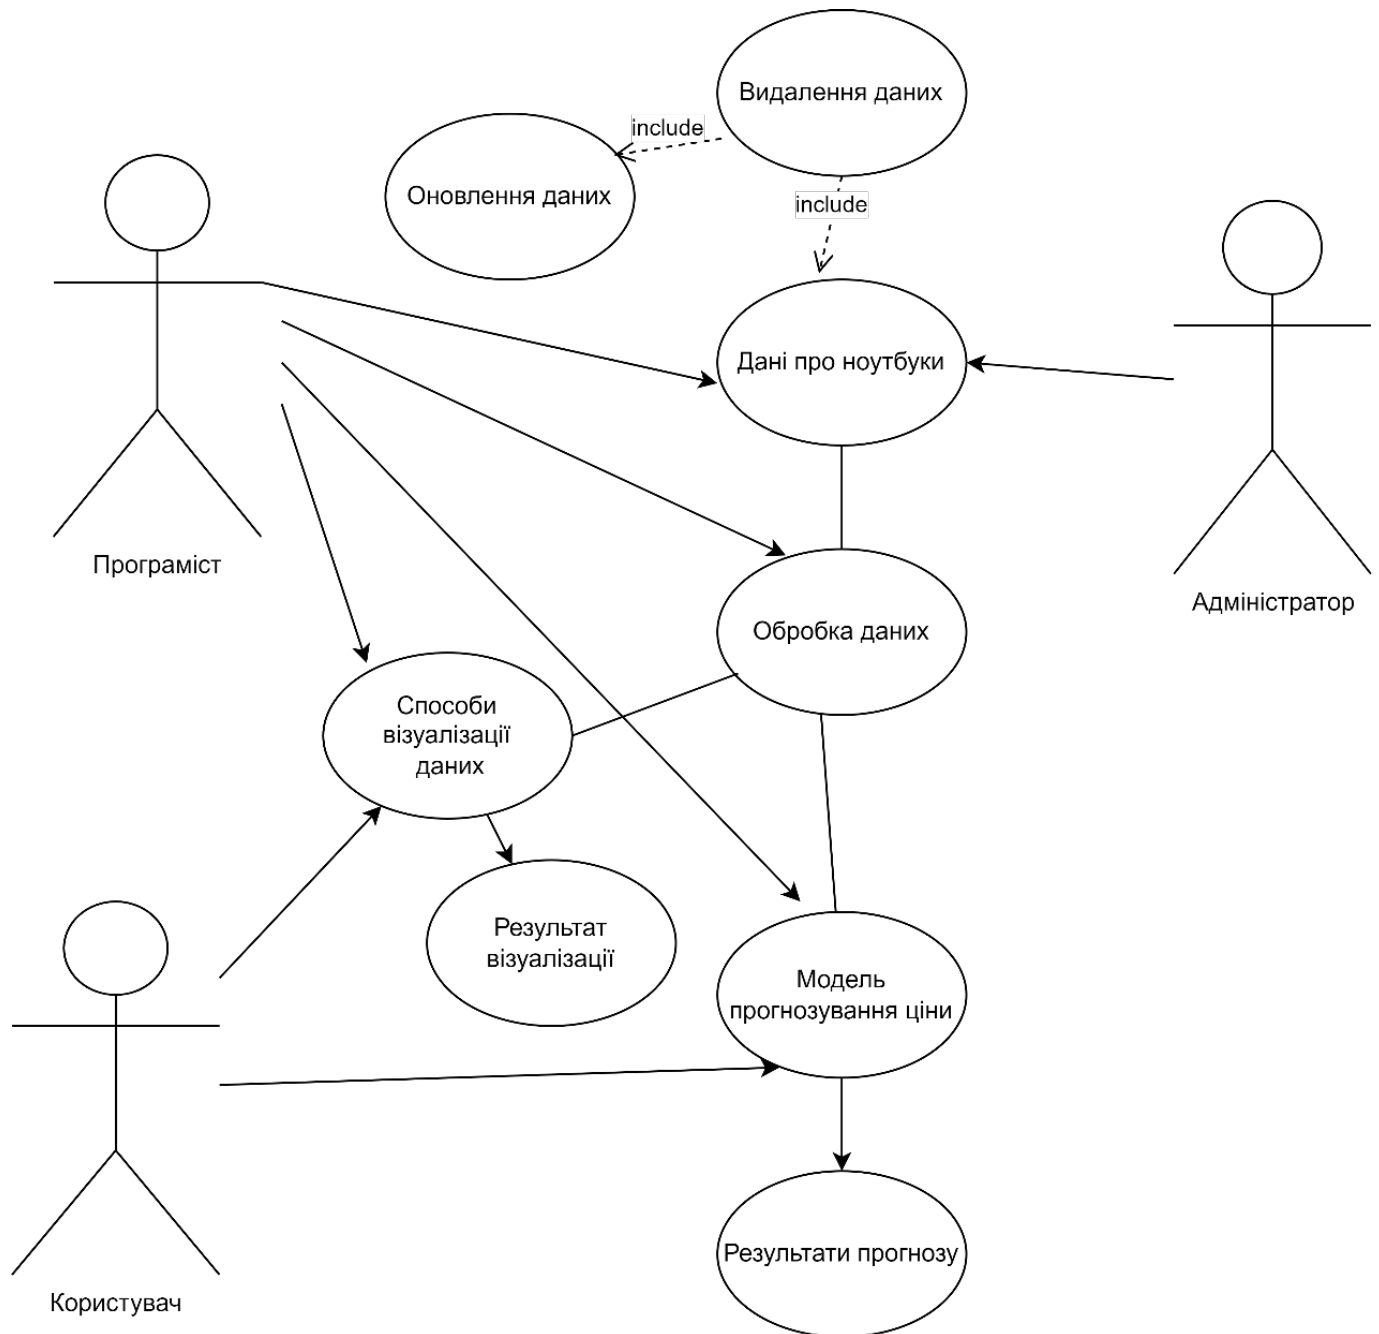 Видалення даних
include
Оновлення даних
include
Дані про ноутбуки
Програміст
Адміністратор
Обробка даних
Способи
візуалізації
даних
Результат
візуалізації
Модель
прогнозування ціни
Результати прогнозу
Користувач